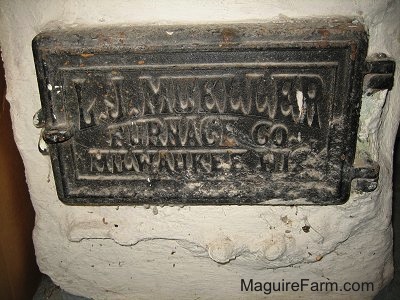 L.J. MUELLER
FURNACE CO.
MILWAUKEE WIS.
MaguireFarm.com